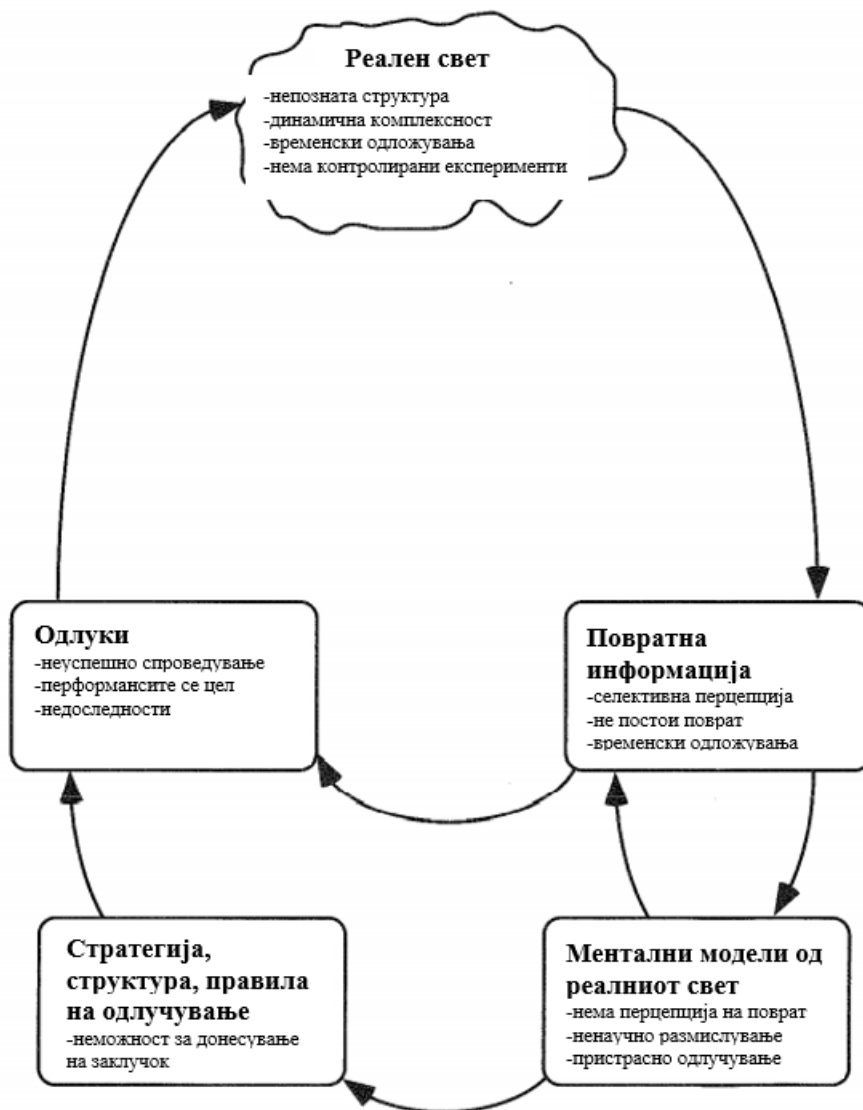 Реален свет
-непозната структура
-динамична комплексност
-временски одложувања
-нема контролирани експерименти
Одлуки
-неуспешно спроведување
-перформансите се цел
-недоследности
Повратна
информација
-селективна перцепција
-не постои поврат
-временски одложувања
Стратегија,
структура, правила
на одлучување
-неможност за донесување
на заклучок
Ментални модели од
реалниот свет
-нема перцепција на поврат
-ненаучно размислување
-пристрасно одлучување